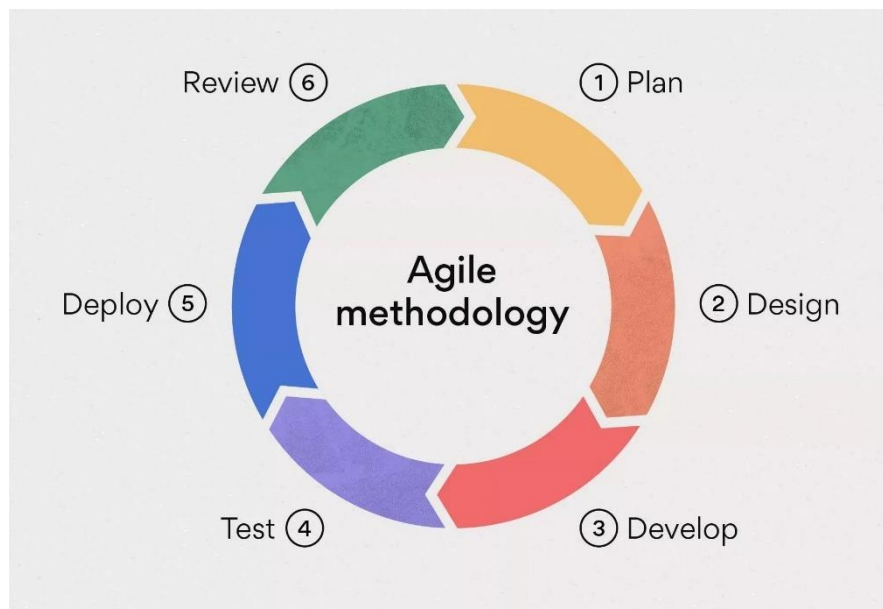 Agile
methodology
1 Plan
2 Design
3 Develop
Test 4
Deploy 5
Review 6